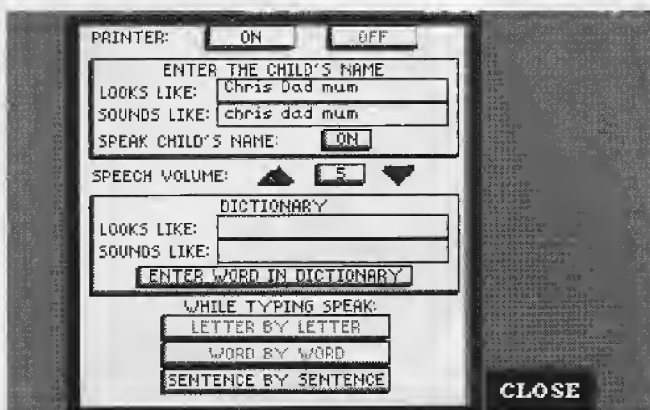 PRINTER: ON OFF
ENTER THE CHILD'S NAME
LOOKS LIKE: Chris Dad mum
SOUNDS LIKE: chris dad mum
SPEAK CHILD'S NAME: ON
SPEECH VOLUME: 5
DICTIONARY
LOOKS LIKE:
SOUNDS LIKE:
ENTER WORD IN DICTIONARY
WHILE TYPING SPEAK:
LETTER BY LETTER
WORD BY WORD
SENTENCE BY SENTENCE
CLOSE